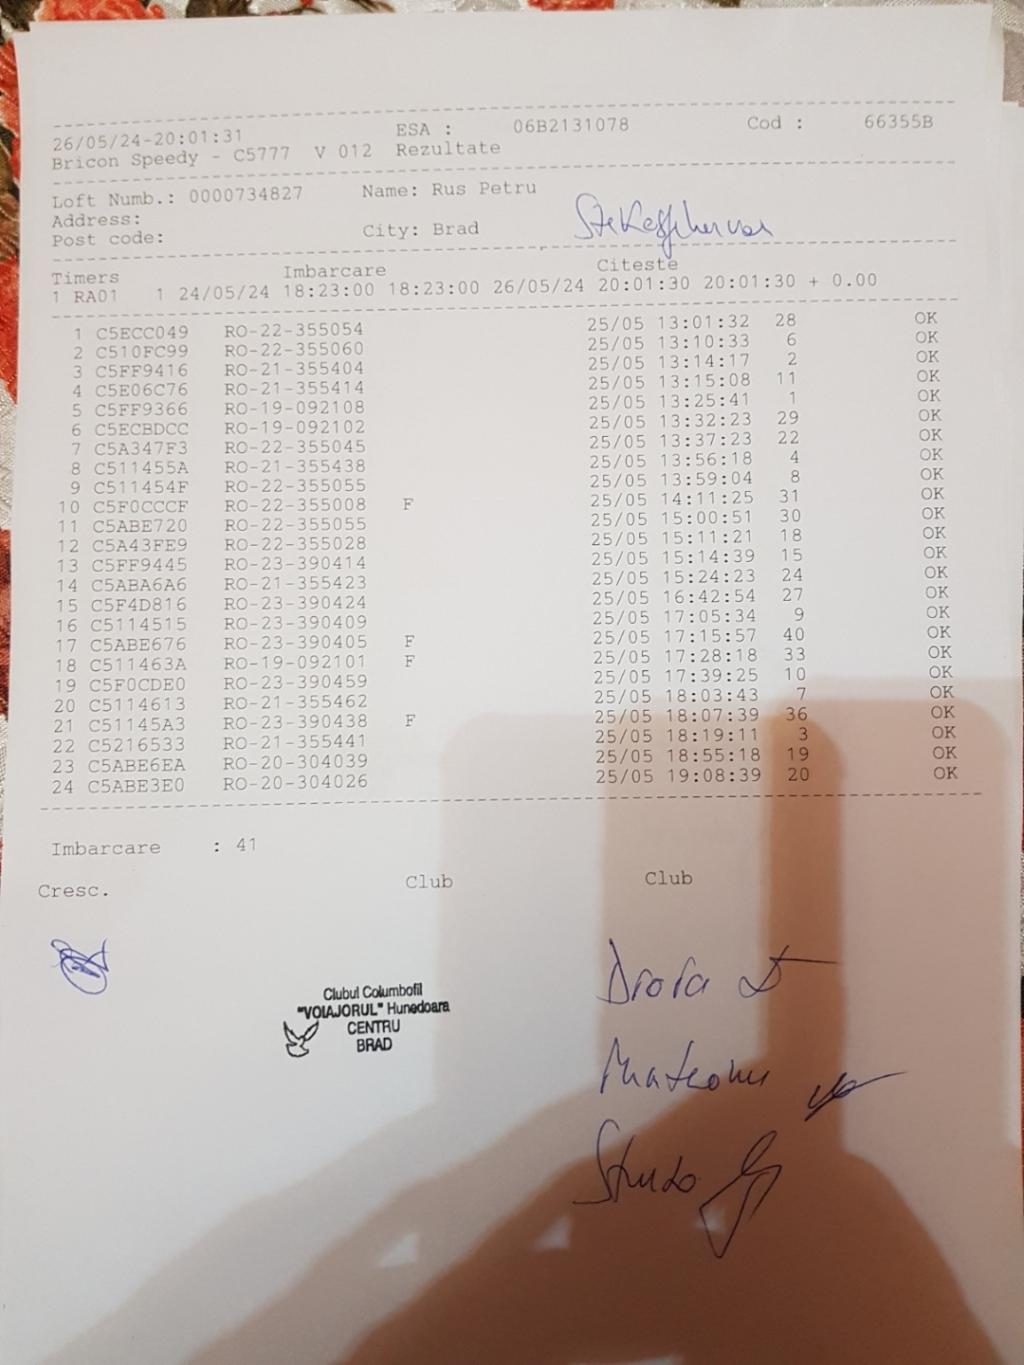 26/05/24-20:01:31 ESA : 06B2131078 Cod : 66355B
Bricon Speedy - C5777 V 012 Rezultate
Loft Numb.: 0000734827 Name: Rus Petru
Address:
Post code: City: Brad
Timers Imbarcare Citeste
1 RA01 1 24/05/24 18:23:00 18:23:00 26/05/24 20:01:30 20:01:30 + 0.00
1 C5ECC049 RO-22-355054 25/05 13:01:32 28 OK
2 C510FC99 RO-22-355060 25/05 13:10:33 6 OK
3 C5FF9416 RO-21-355404 25/05 13:14:17 2 OK
4 C5E06C76 RO-21-355414 25/05 13:15:08 11 OK
5 C5FF9366 RO-19-092108 25/05 13:25:41 1 OK
6 C5ECBDCC RO-19-092102 25/05 13:32:23 29 OK
7 C5A347F3 RO-22-355045 25/05 13:37:23 22 OK
8 C511455A RO-21-355438 25/05 13:56:18 4 OK
9 C511454F RO-22-355055 25/05 13:59:04 8 OK
10 C5F0CCCF RO-22-355008 F 25/05 14:11:25 31 OK
11 C5ABE720 RO-22-355055 25/05 15:00:51 30 OK
12 C5A43FE9 RO-22-355028 25/05 15:11:21 18 OK
13 C5FF9445 RO-23-390414 25/05 15:14:39 15 OK
14 C5ABA6A6 RO-21-355423 25/05 15:24:23 24 OK
15 C5F4D816 RO-23-390424 25/05 16:42:54 27 OK
16 C5114515 RO-23-390409 25/05 17:05:34 9 OK
17 C5ABE676 RO-23-390405 F 25/05 17:15:57 40 OK
18 C511463A RO-19-092101 F 25/05 17:28:18 33 OK
19 C5F0CDE0 RO-23-390459 25/05 17:39:25 10 OK
20 C5114613 RO-21-355462 25/05 18:03:43 7 OK
21 C51145A3 RO-23-390438 F 25/05 18:07:39 36 OK
22 C5216533 RO-21-355441 25/05 18:19:11 3 OK
23 C5ABE6EA RO-20-304039 25/05 18:55:18 19 OK
24 C5ABE3E0 RO-20-304026 25/05 19:08:39 20 OK
Imbarcare : 41
Cresc. Club Club
Clubul Columbofil
"VOIAJORUL" Hunedoara
CENTRU
BRAD